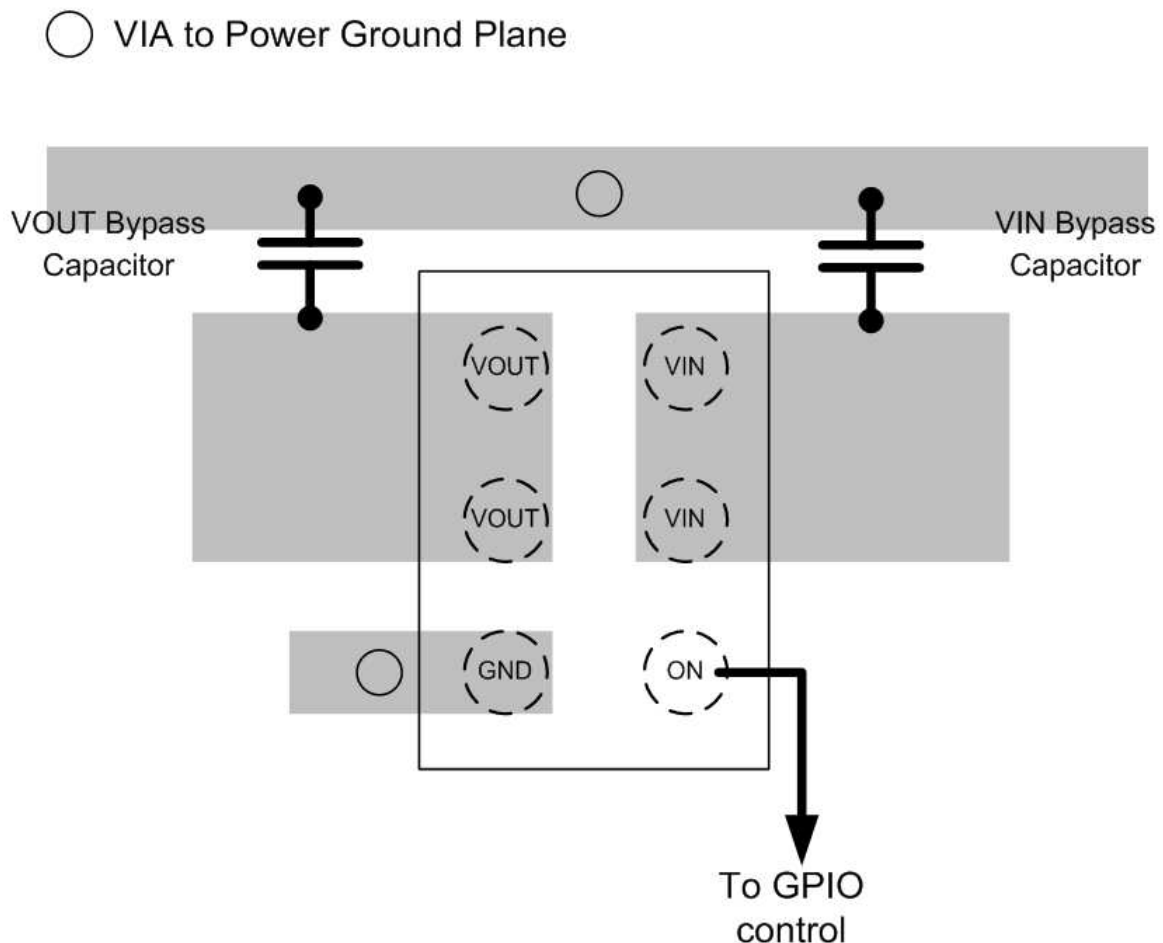 VIA to Power Ground Plane
VOUT Bypass
Capacitor
VIN Bypass
Capacitor
VOUT
VIN
VOUT
VIN
GND
ON
To GPIO
control